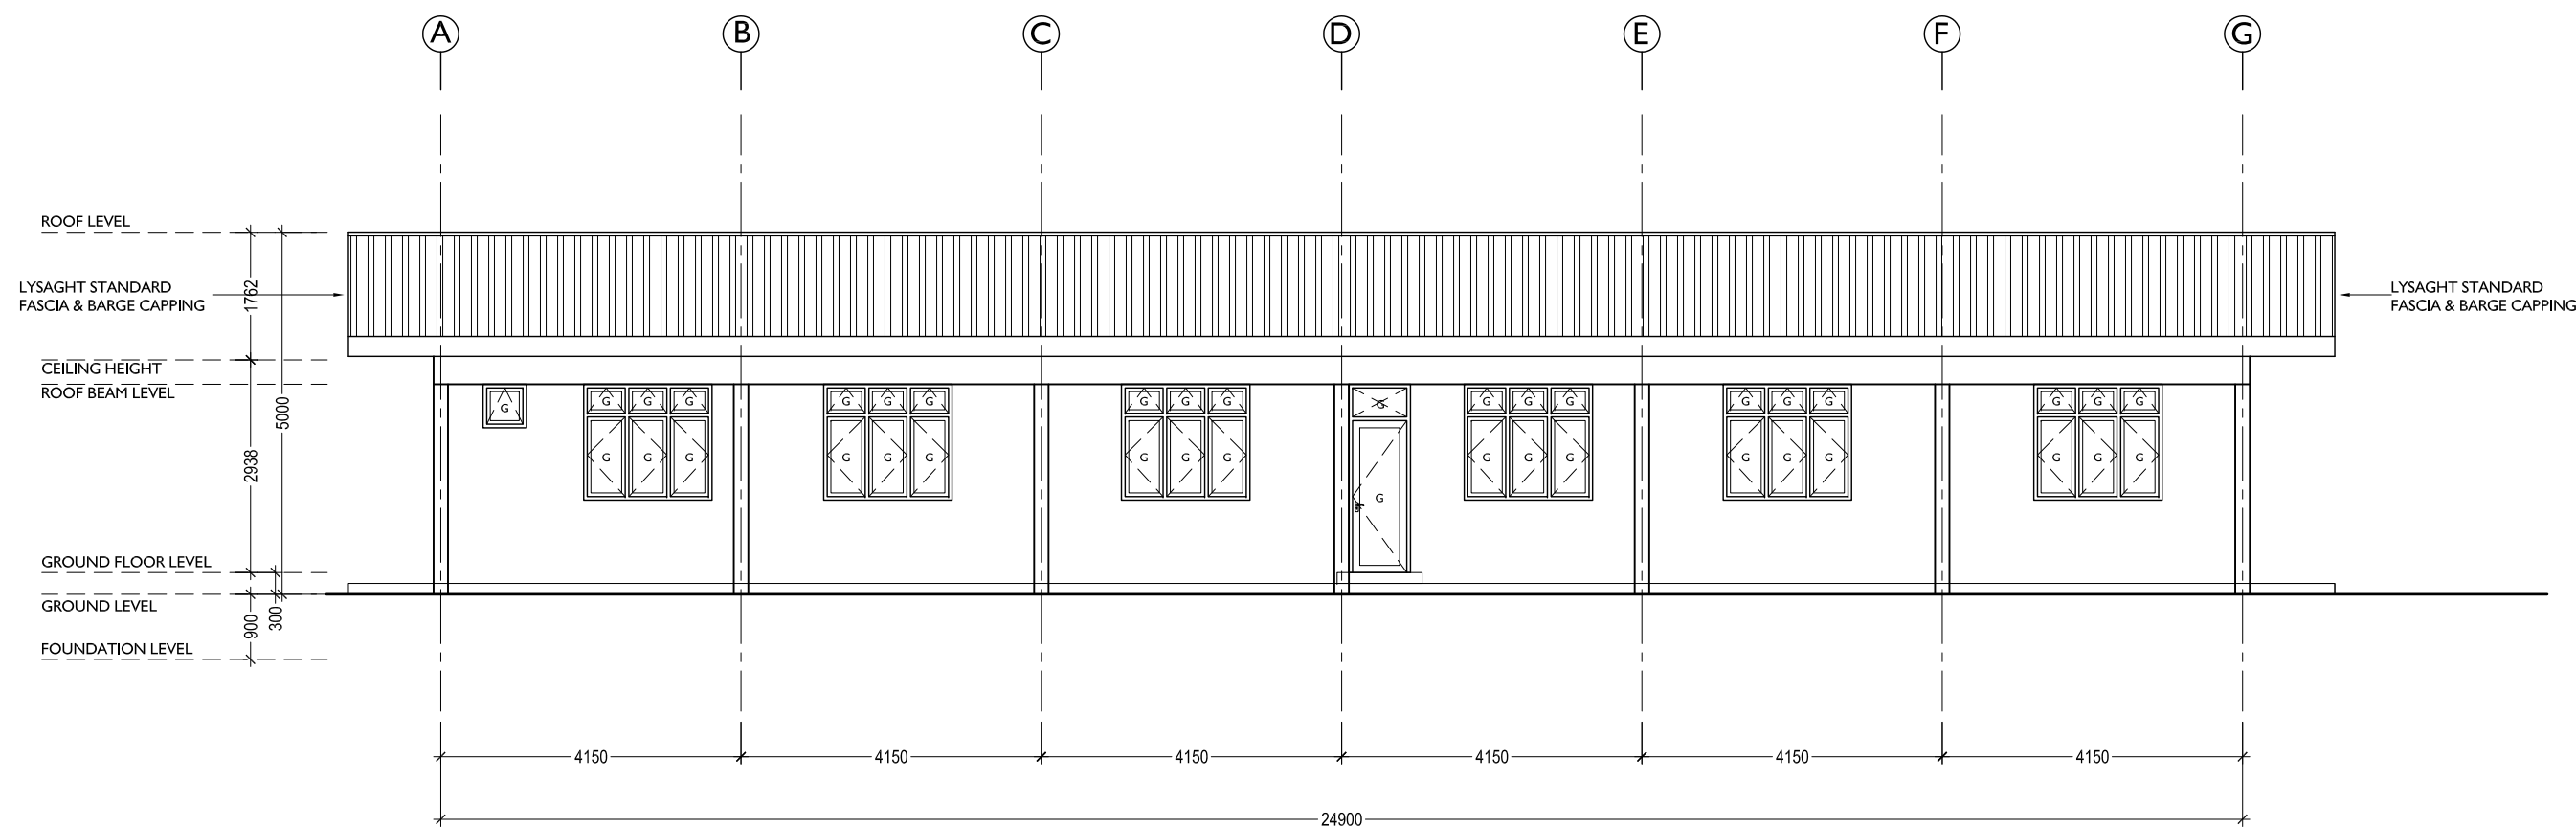 A B C D E F G
ROOF LEVEL
LYSAGHT STANDARD
FASCIA & BARGE CAPPING
1762
LYSAGHT STANDARD
FASCIA & BARGE CAPPING
CEILING HEIGHT
ROOF BEAM LEVEL
5000
2938
G
G G G
G G G
G G G
G G G
G G G
G G G
G
G
G G G
G G G
G G G
G G G
G G G
G G G
GROUND FLOOR LEVEL
GROUND LEVEL
300
900
FOUNDATION LEVEL
4150 4150 4150 4150 4150 4150
24900